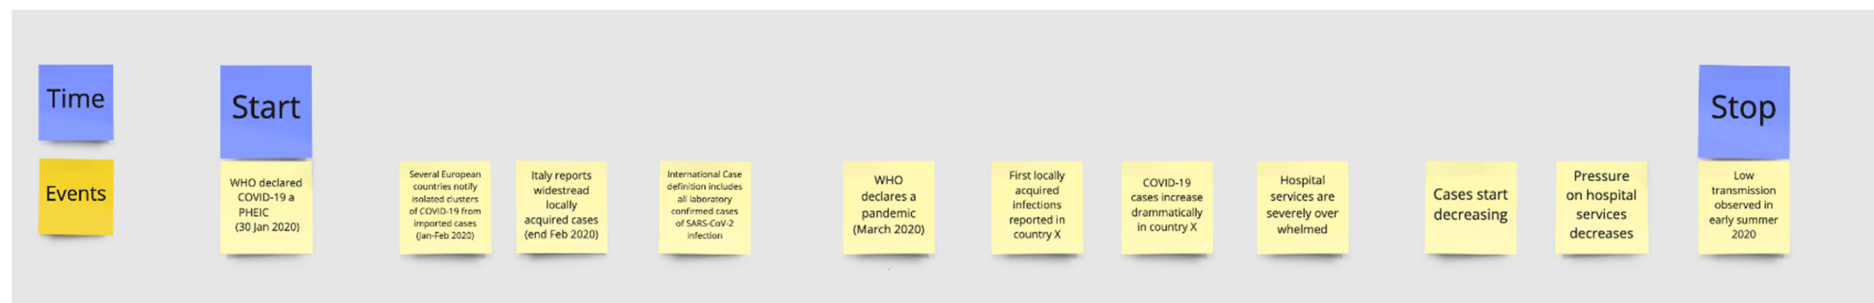 Time
Start
Stop
Events
WHO declared
COVID-19 a
PHEIC
(30 Jan 2020)
Several European
countries notify
isolated clusters
of COVID-19 from
imported cases
(Jan-Feb 2020)
Italy reports
widestread
locally
acquired cases
(end Feb 2020)
International Case
definition includes
all laboratory
confirmed cases
of SARS-CoV-2
infection
WHO
declares a
pandemic
(March 2020)
First locally
acquired
infections
reported in
country X
COVID-19
cases increase
drammatically
in country X
Hospital
services are
severely over
whelmed
Cases start
decreasing
Pressure
on hospital
services
decreases
Low
transmission
observed in
early summer
2020